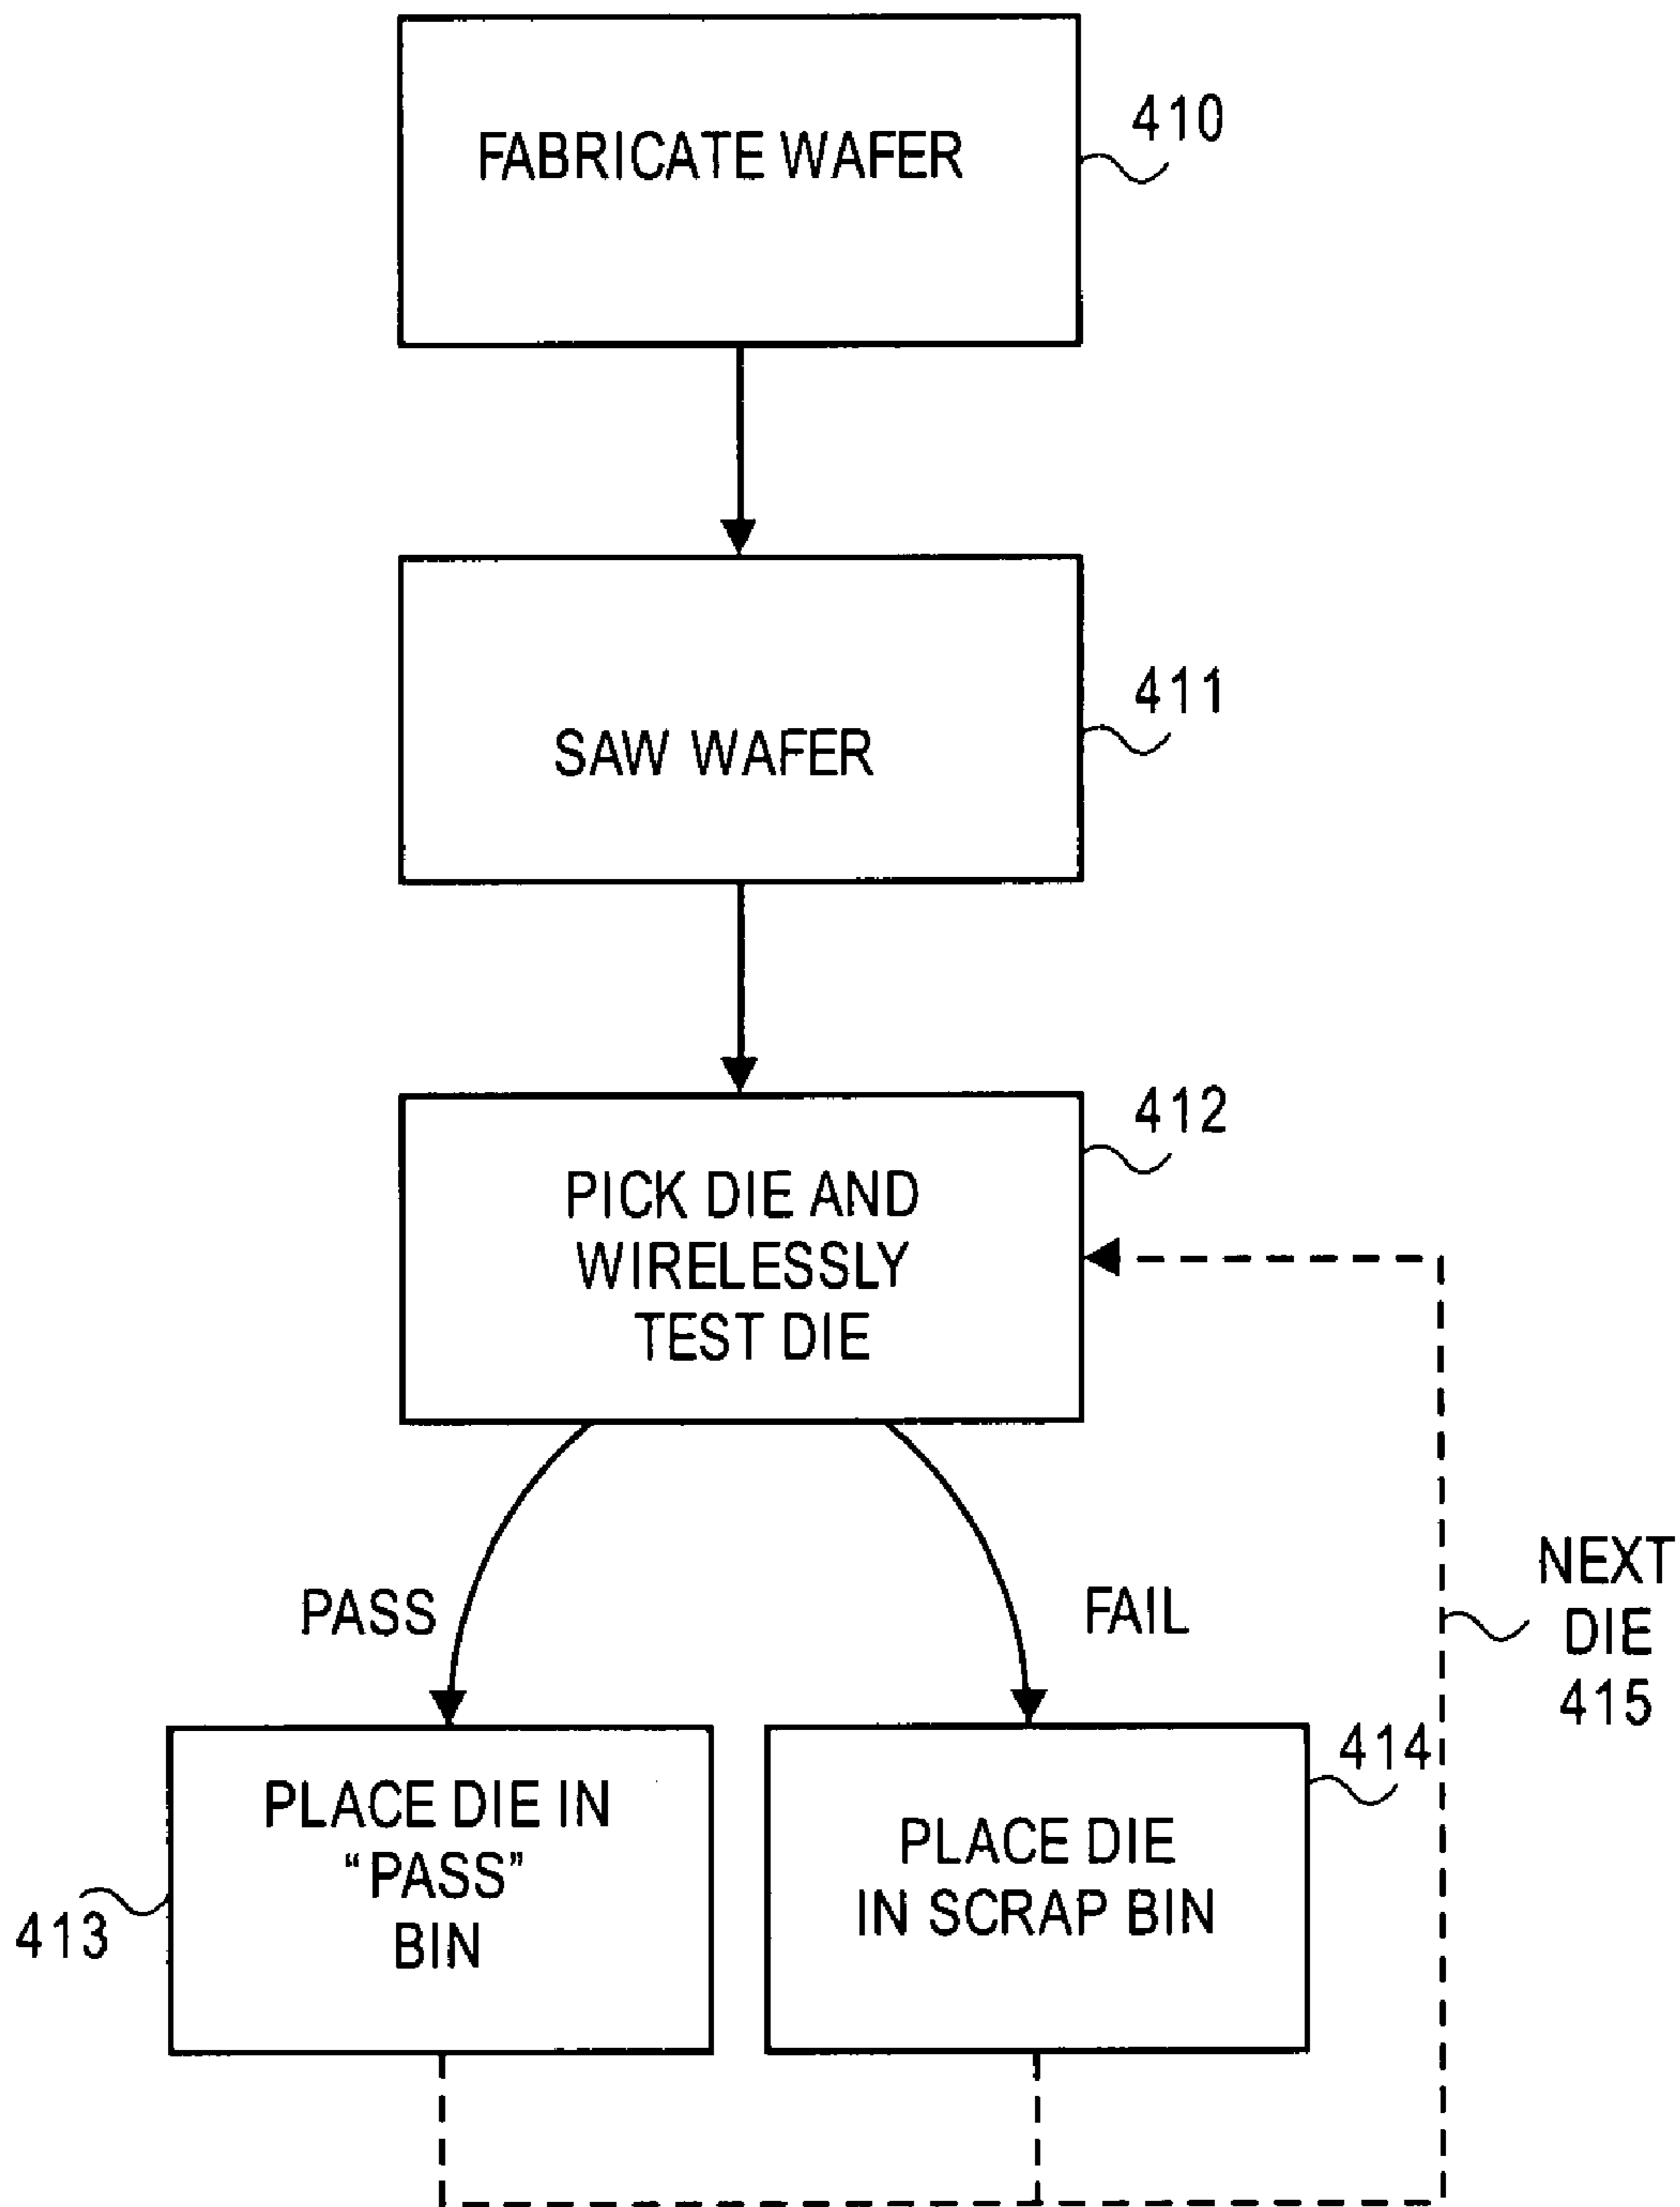 FABRICATE WAFER
410
SAW WAFER
411
412
PICK DIE AND
WIRELESSLY
TEST DIE
PASS
FAIL
NEXT
DIE
415
PLACE DIE IN
“PASS”
BIN
413
414
PLACE DIE
IN SCRAP BIN